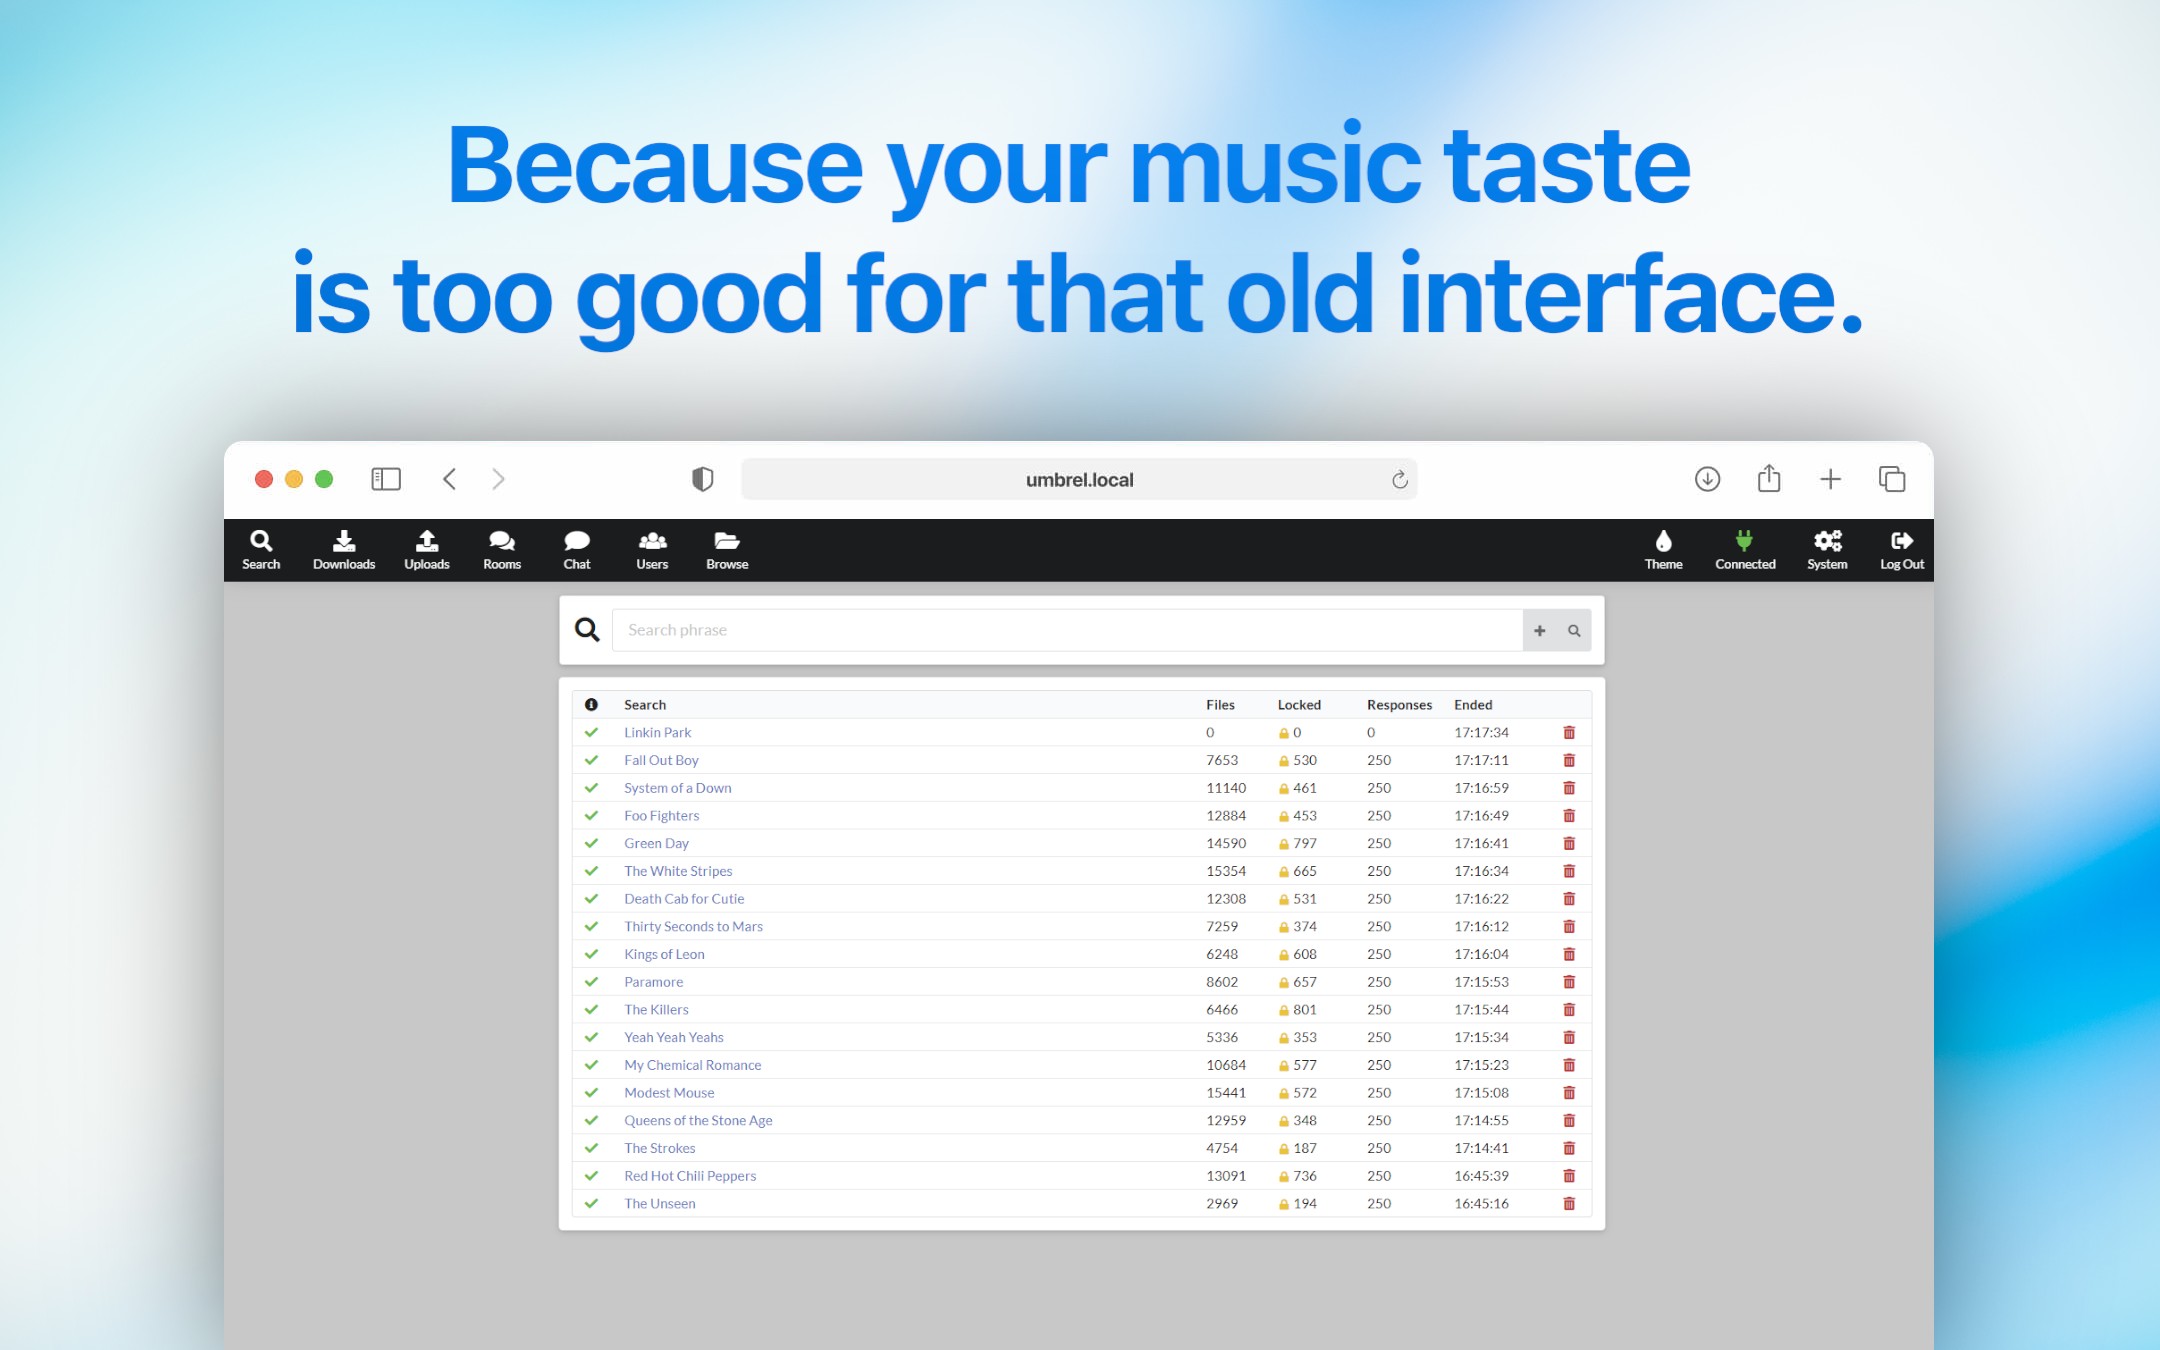 Because your music taste
is too good for that old interface.
umbrel.local
Search Downloads Uploads Rooms Chat Users Browse Theme Connected System Log Out
Search phrase
Search Files Locked Responses Ended
Linkin Park 0 0 0 17:17:34
Fall Out Boy 7653 530 250 17:17:11
System of a Down 11140 461 250 17:16:59
Foo Fighters 12884 453 250 17:16:49
Green Day 14590 797 250 17:16:41
The White Stripes 15354 665 250 17:16:34
Death Cab for Cutie 12308 531 250 17:16:22
Thirty Seconds to Mars 7259 374 250 17:16:12
Kings of Leon 6248 608 250 17:16:04
Paramore 8602 657 250 17:15:53
The Killers 6466 801 250 17:15:44
Yeah Yeah Yeahs 5336 353 250 17:15:34
My Chemical Romance 10684 577 250 17:15:23
Modest Mouse 15441 572 250 17:15:08
Queens of the Stone Age 12959 348 250 17:14:55
The Strokes 4754 187 250 17:14:41
Red Hot Chili Peppers 13091 736 250 16:45:39
The Unseen 2969 194 250 16:45:16